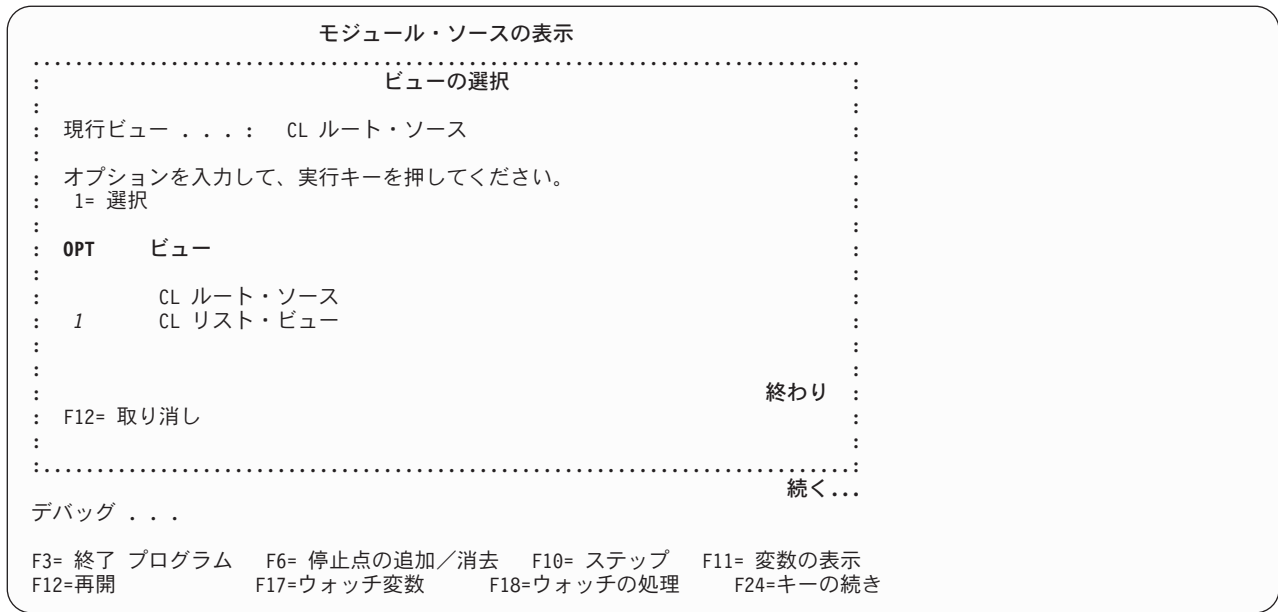 モジュール・ソースの表示
..............................................................................
: ビューの選択 :
: :
: 現行ビュー . . . : CL ルート・ソース :
: :
: オプションを入力して、実行キーを押してください。 :
: 1= 選択 :
: :
: OPT ビュー :
: :
: CL ルート・ソース :
: 1 CL リスト・ビュー :
: :
: :
: 終わり :
: F12= 取り消し :
: :
:............................................................................:
続く...
デバッグ . . .
F3= 終了 プログラム F6= 停止点の追加／消去 F10= ステップ F11= 変数の表示
F12=再開 F17=ウォッチ変数 F18=ウォッチの処理 F24=キーの続き